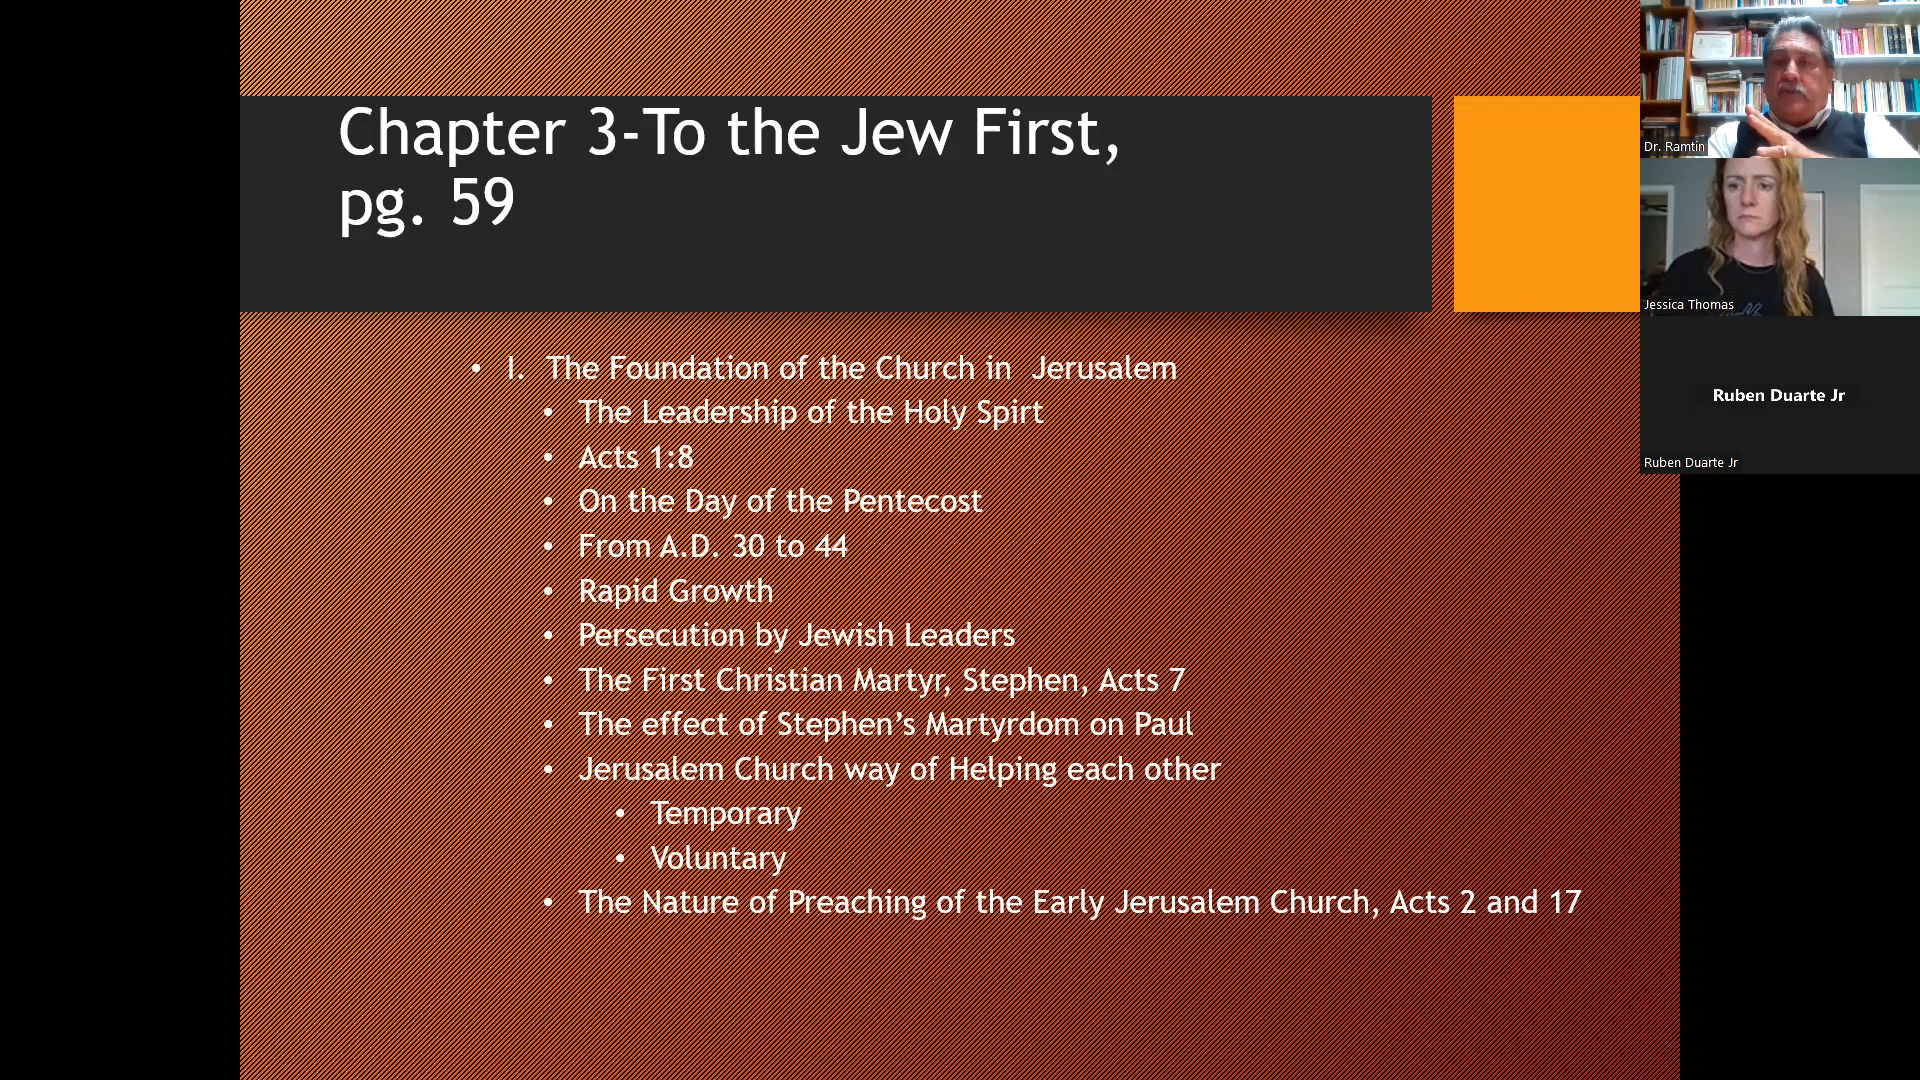 Chapter 3-To the Jew First,
pg. 59
• I. The Foundation of the Church in Jerusalem
• The Leadership of the Holy Spirt
• Acts 1:8
• On the Day of the Pentecost
• From A.D. 30 to 44
• Rapid Growth
• Persecution by Jewish Leaders
• The First Christian Martyr, Stephen, Acts 7
• The effect of Stephen’s Martyrdom on Paul
• Jerusalem Church way of Helping each other
• Temporary
• Voluntary
• The Nature of Preaching of the Early Jerusalem Church, Acts 2 and 17
Dr. Ramtin
Jessica Thomas
Ruben Duarte Jr
Ruben Duarte Jr